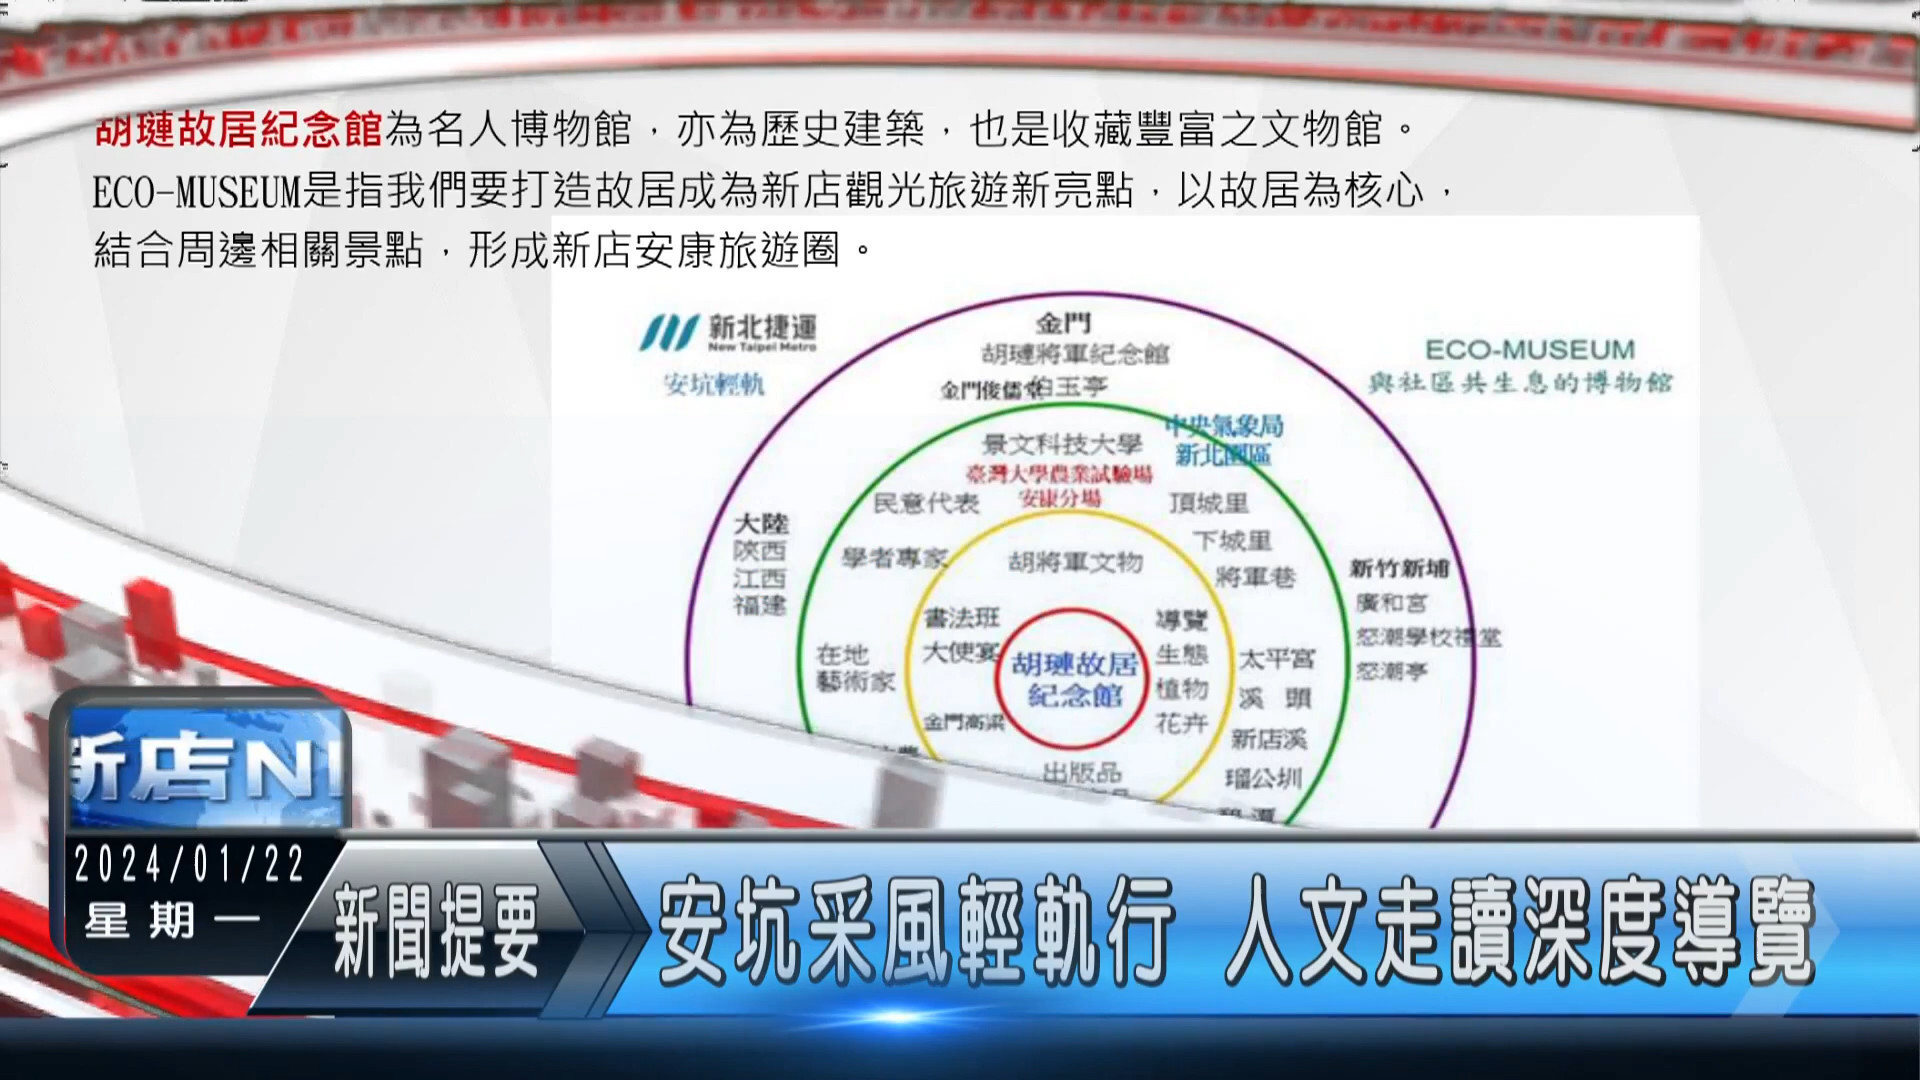 胡璉故居紀念館為名人博物館，亦為歷史建築，也是收藏豐富之文物館。
ECO-MUSEUM是指我們要打造故居成為新店觀光旅遊新亮點，以故居為核心，
結合周邊相關景點，形成新店安康旅遊圈。
新北捷運
New Taipei Metro
安坑輕軌
ECO-MUSEUM
與社區共生息的博物館
金門
胡璉將軍紀念館
金門俊儒堂
伯玉亭
中央氣象局
新北園區
景文科技大學
臺灣大學農業試驗場
安康分場
民意代表
頂城里
學者專家
下城里
將軍巷
大陸
陝西
江西
福建
胡將軍文物
新竹新埔
廣和宮
怒潮學校禮堂
怒潮亭
書法班
大使宴
導覽
生態
植物
花卉
胡璉故居
紀念館
在地
藝術家
太平宮
溪 頭
新店溪
瑠公圳
碧潭
金門高粱
出版品
新店N
2024/01/22
星期一
新聞提要
安坑采風輕軌行 人文走讀深度導覽